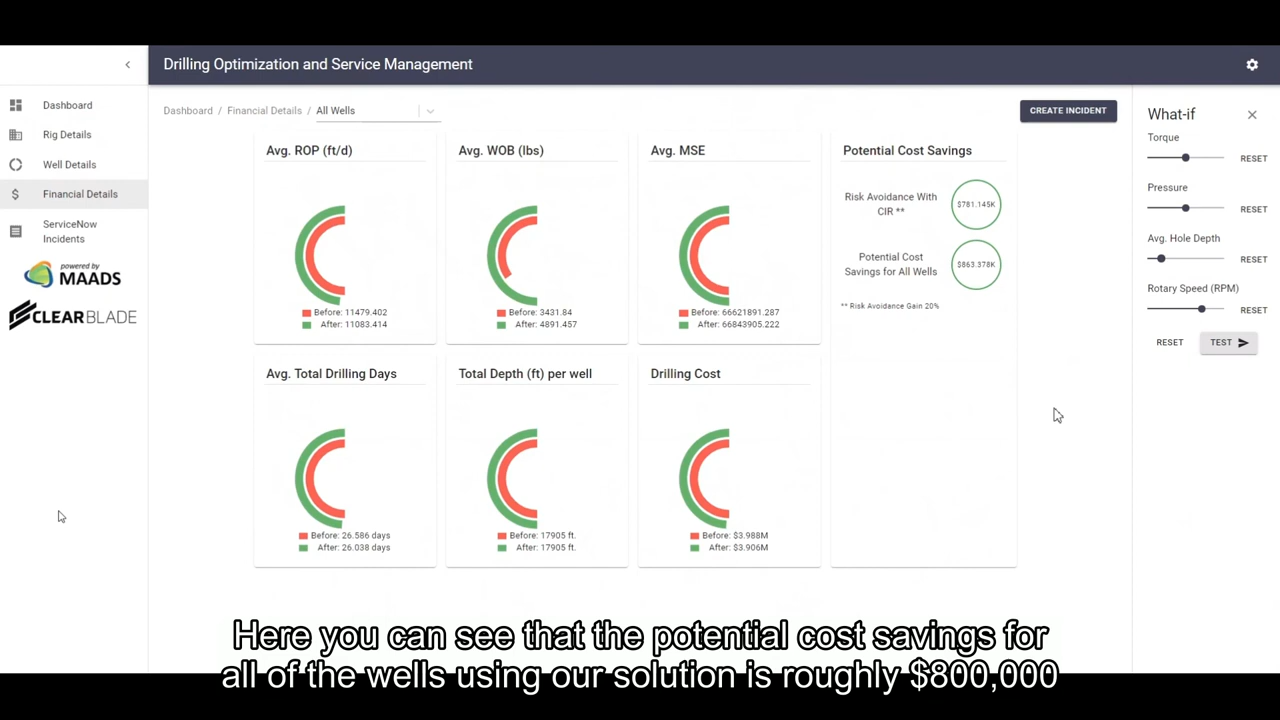 Drilling Optimization and Service Management
Dashboard
Rig Details
Well Details
Financial Details
ServiceNow
Incidents
powered by
MAADS
CLEARBLADE
Dashboard / Financial Details / All Wells
CREATE INCIDENT
Avg. ROP (ft/d)
Before: 11479.402
After: 11083.414
Avg. WOB (lbs)
Before: 3431.84
After: 4891.457
Avg. MSE
Before: 66621891.287
After: 66843905.222
Potential Cost Savings
Risk Avoidance With
CIR **
$781.145K
Potential Cost
Savings for All Wells
$863.378K
** Risk Avoidance Gain 20%
Avg. Total Drilling Days
Before: 26.586 days
After: 26.038 days
Total Depth (ft) per well
Before: 17905 ft.
After: 17905 ft.
Drilling Cost
Before: $3.988M
After: $3.906M
What-if
Torque
RESET
Pressure
RESET
Avg. Hole Depth
RESET
Rotary Speed (RPM)
RESET
RESET
TEST
Here you can see that the potential cost savings for
all of the wells using our solution is roughly $800,000